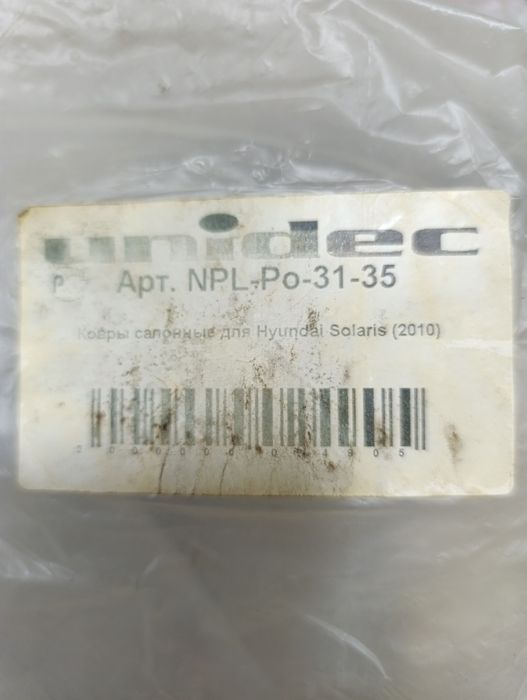 unidec
Арт. NPL-Po-31-35
Ковры салонные для Hyundai Solaris (2010)